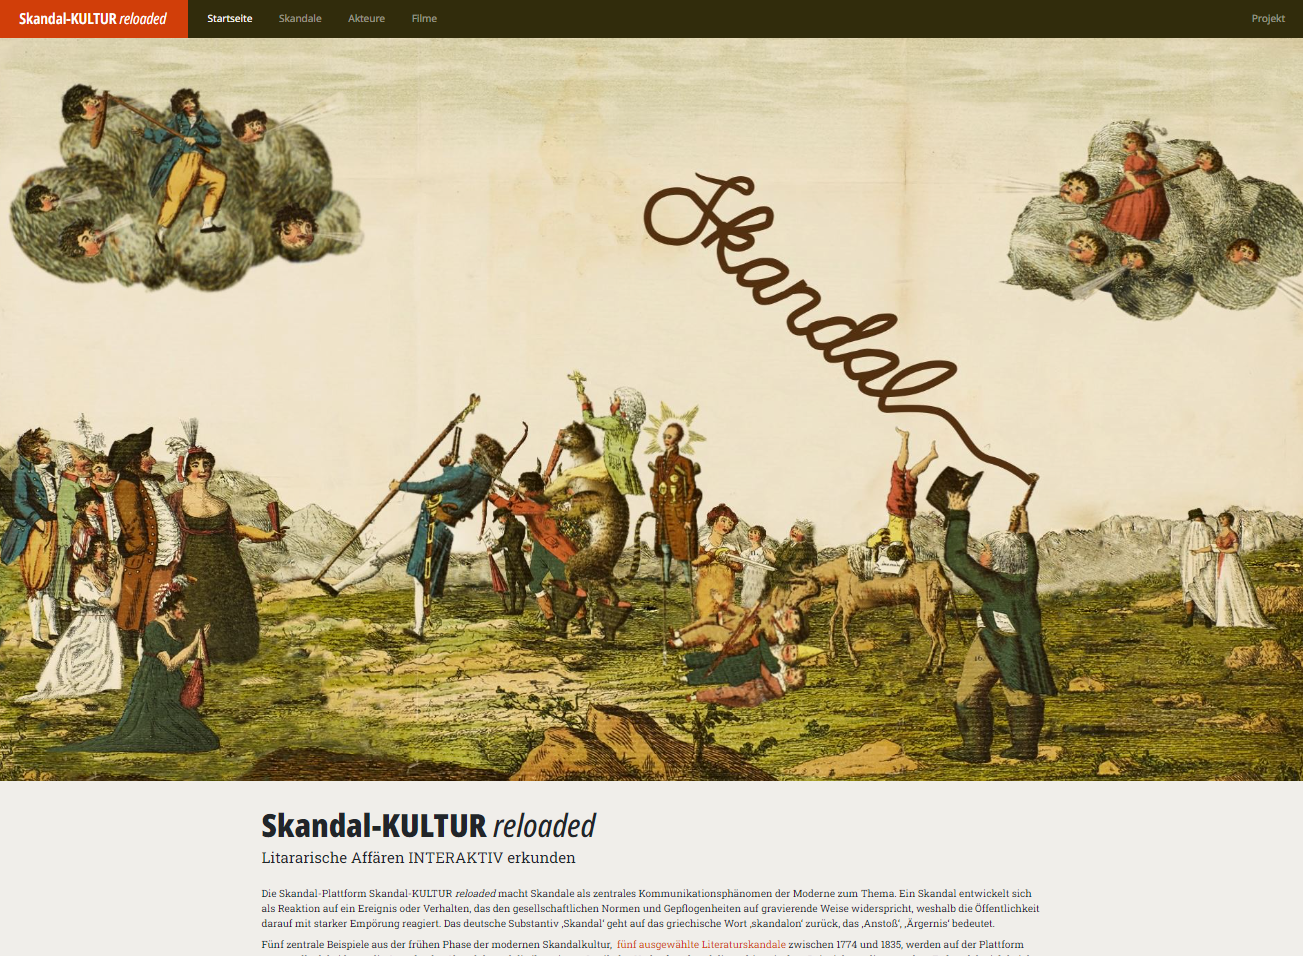 Skandal-KULTUR reloaded
Startseite
Skandale
Akteure
Filme
Projekt
Skandal
Skandal-KULTUR reloaded
Litararische Affären INTERAKTIV erkunden
Die Skandal-Plattform Skandal-KULTUR reloaded macht Skandale als zentrales Kommunikationsphänomen der Moderne zum Thema. Ein Skandal entwickelt sich
als Reaktion auf ein Ereignis oder Verhalten, das den gesellschaftlichen Normen und Gepflogenheiten auf gravierende Weise widerspricht, weshalb die Öffentlichkeit
darauf mit starker Empörung reagiert. Das deutsche Substantiv ‚Skandal‘ geht auf das griechische Wort ‚skandalon‘ zurück, das ‚Anstoß‘, ‚Ärgernis‘ bedeutet.
Fünf zentrale Beispiele aus der frühen Phase der modernen Skandalkultur, fünf ausgewählte Literaturskandale zwischen 1774 und 1835, werden auf der Plattform